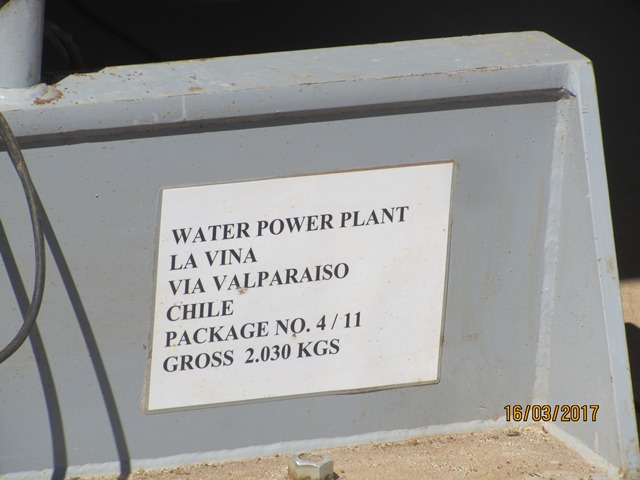 WATER POWER PLANT
LA VINA
VIA VALPARAISO
CHILE
PACKAGE NO. 4 / 11
GROSS 2.030 KGS
16/03/2017